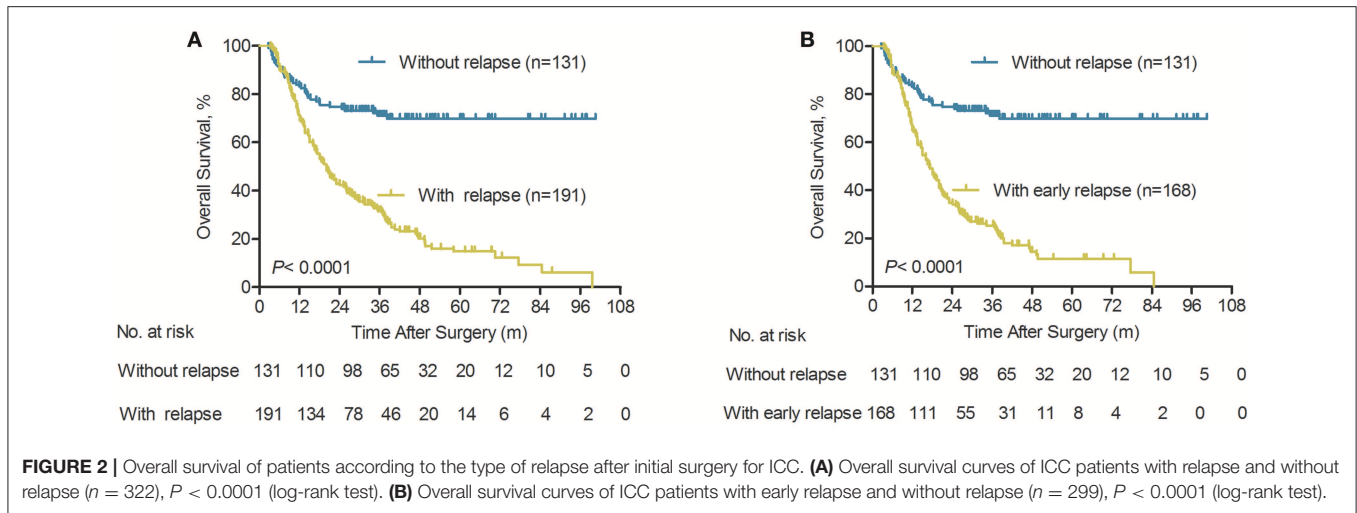 A
Overall Survival, %
100
80
60
40
20
0
Without relapse (n=131)
With relapse (n=191)
P< 0.0001
0 12 24 36 48 60 72 84 96 108
Time After Surgery (m)
No. at risk
Without relapse 131 110 98 65 32 20 12 10 5 0
With relapse 191 134 78 46 20 14 6 4 2 0
B
Overall Survival, %
100
80
60
40
20
0
Without relapse (n=131)
With early relapse (n=168)
P< 0.0001
0 12 24 36 48 60 72 84 96 108
Time After Surgery (m)
No. at risk
Without relapse 131 110 98 65 32 20 12 10 5 0
With early relapse 168 111 55 31 11 8 4 2 0 0
FIGURE 2 | Overall survival of patients according to the type of relapse after initial surgery for ICC. (A) Overall survival curves of ICC patients with relapse and without
relapse (n = 322), P < 0.0001 (log-rank test). (B) Overall survival curves of ICC patients with early relapse and without relapse (n = 299), P < 0.0001 (log-rank test).